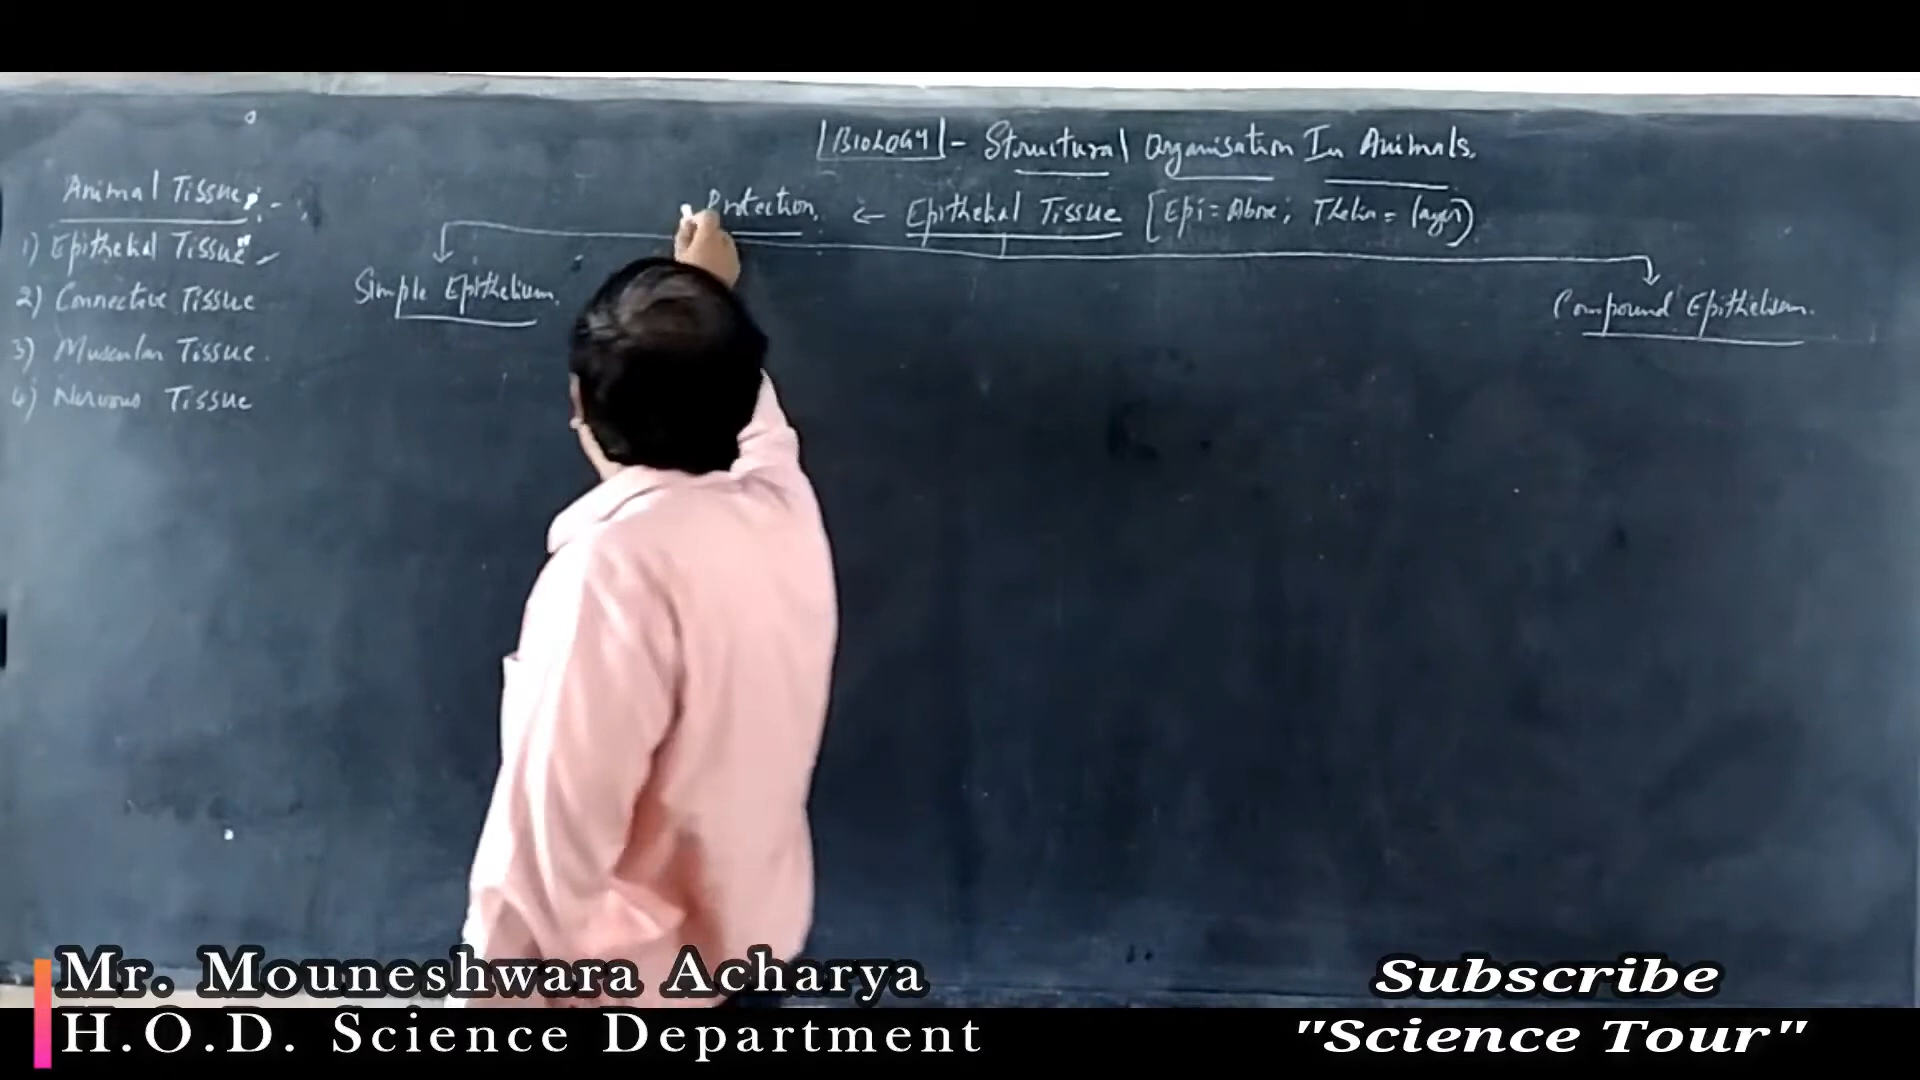 |BIOLOGY| - Structural Organisation In Animals.
Animal Tissue :-
Protection. ← Epithelial Tissue [Epi = Above; Thelia = layer)
1) Epithelial Tissue
2) Connective Tissue
3) Muscular Tissue.
4) Nervous Tissue
Simple Epithelium.
Compound Epithelium.
Mr. Mouneshwara Acharya
H.O.D. Science Department
Subscribe
"Science Tour"